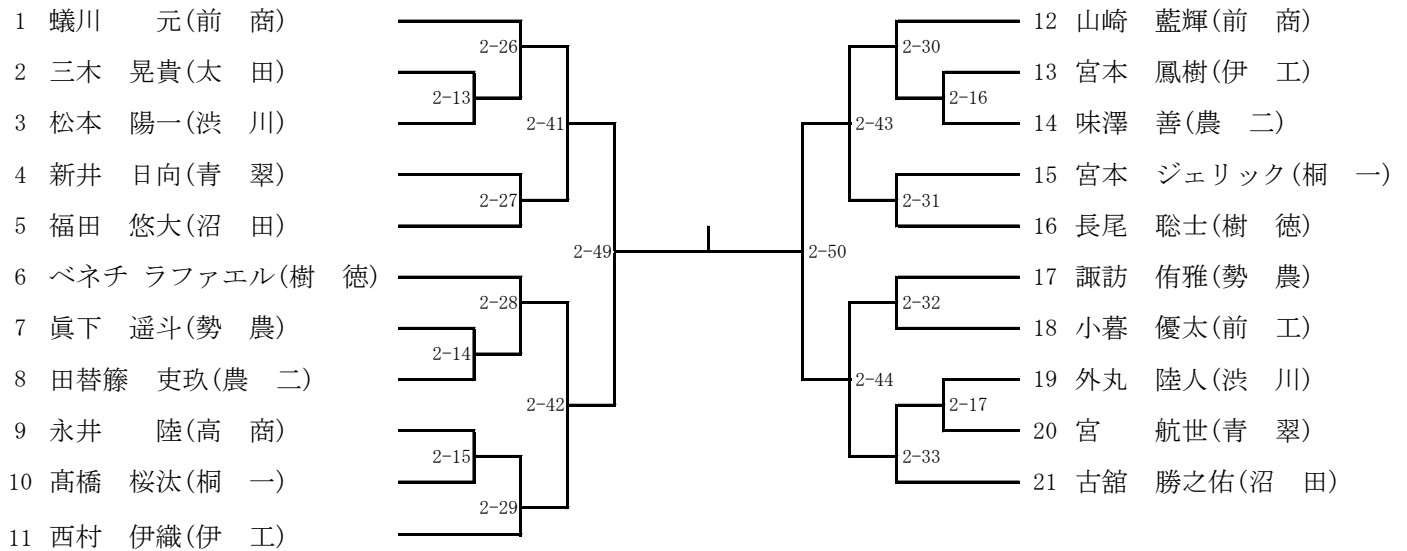 1 蟻川　　元(前　商)
2 三木　晃貴(太　田)
3 松本　陽一(渋　川)
4 新井　日向(青　翠)
5 福田　悠大(沼　田)
6 ベネチ ラファエル(樹　徳)
7 眞下　遥斗(勢　農)
8 田替籐　吏玖(農　二)
9 永井　　陸(高　商)
10 髙橋　桜汰(桐　一)
11 西村　伊織(伊　工)
2-26
2-13
2-41
2-27
2-49
2-28
2-14
2-42
2-15
2-29
2-30
2-16
2-43
2-31
2-50
2-32
2-44
2-17
2-33
12 山崎　藍輝(前　商)
13 宮本　鳳樹(伊　工)
14 味澤　善(農　二)
15 宮本　ジェリック(桐　一)
16 長尾　聡士(樹　徳)
17 諏訪　侑雅(勢　農)
18 小暮　優太(前　工)
19 外丸　陸人(渋　川)
20 宮　　航世(青　翠)
21 古舘　勝之佑(沼　田)